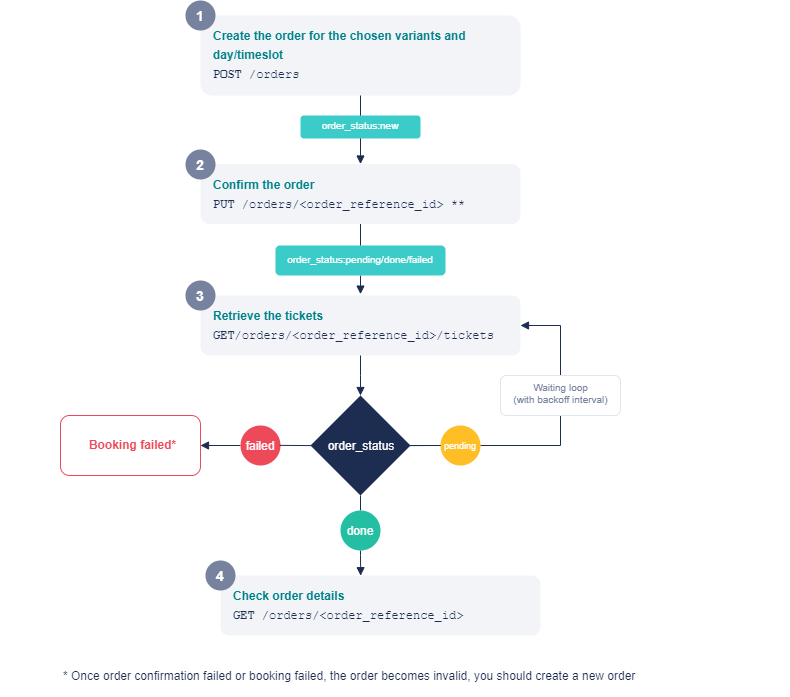 1
Create the order for the chosen variants and
day/timeslot
POST /orders
order_status:new
2
Confirm the order
PUT /orders/<order_reference_id> **
order_status:pending/done/failed
3
Retrieve the tickets
GET/orders/<order_reference_id>/tickets
Waiting loop
(with backoff interval)
Booking failed*
failed
order_status
pending
done
4
Check order details
GET /orders/<order_reference_id>
* Once order confirmation failed or booking failed, the order becomes invalid, you should create a new order